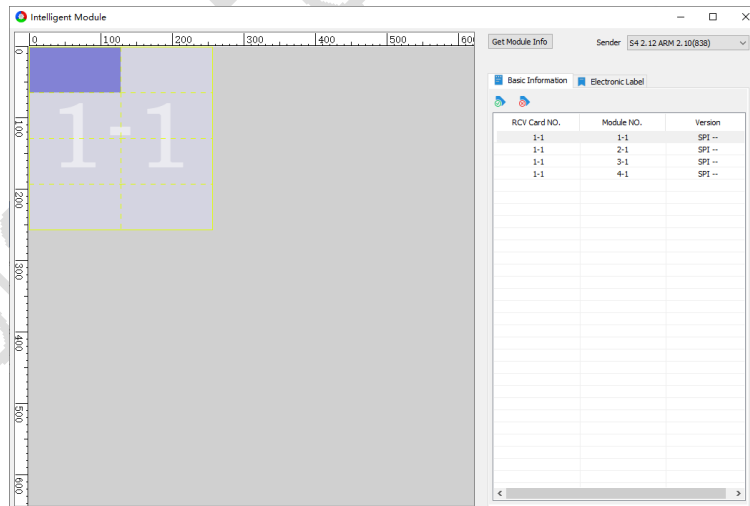 Intelligent Module
0 100 200 300 400 500 60
0
100
200
300
400
500
600
1-1
Get Module Info Sender S4 2.12 ARM 2.10(838)
Basic Information Electronic Label
RCV Card NO. Module NO. Version
1-1 1-1 SPI --
1-1 2-1 SPI --
1-1 3-1 SPI --
1-1 4-1 SPI --